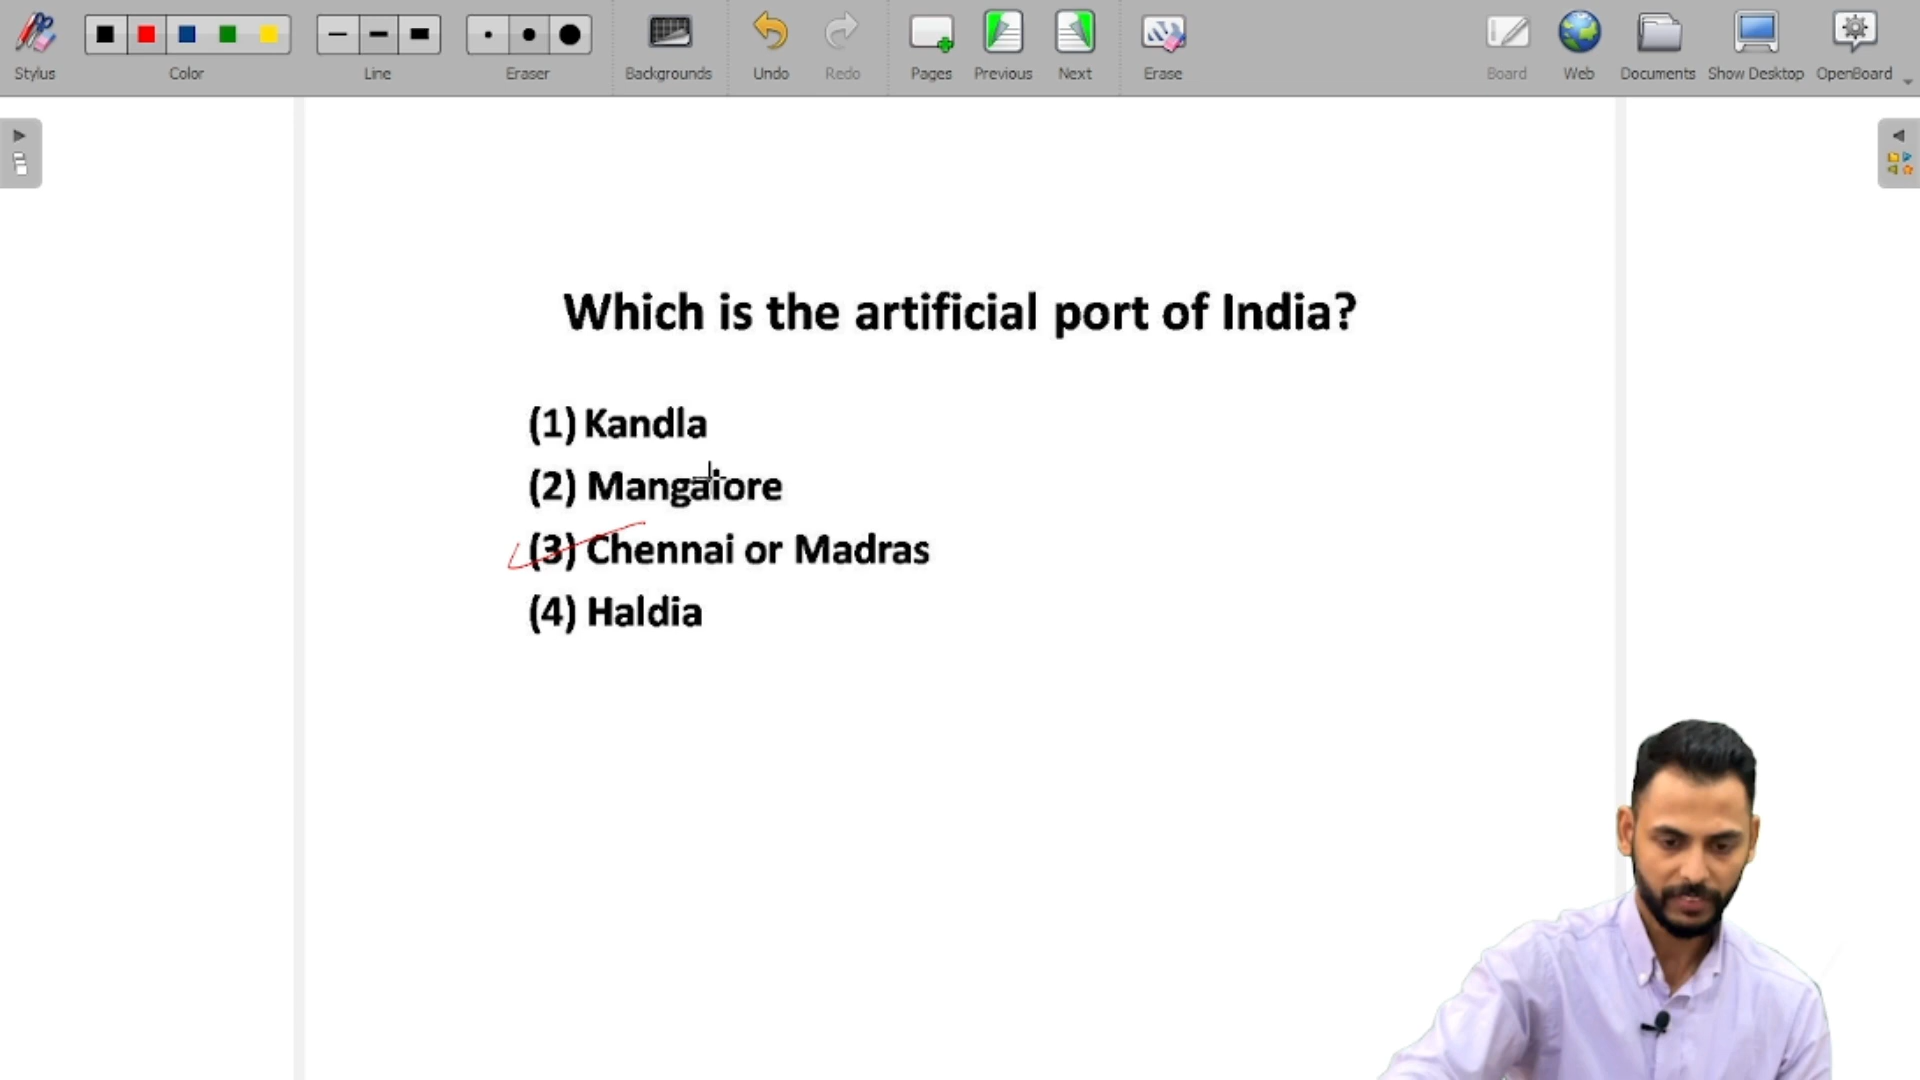 Stylus
Color
Line
Eraser
Backgrounds
Undo
Redo
Pages
Previous
Next
Erase
Board
Web
Documents
Show Desktop
OpenBoard
Which is the artificial port of India?
(1) Kandla
(2) Mangalore
(3) Chennai or Madras
(4) Haldia